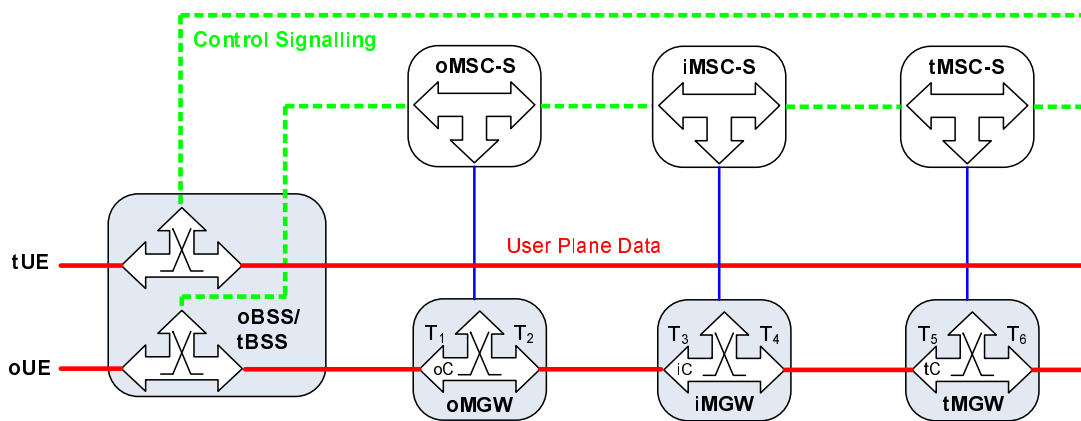 Control Signalling
oMSC-S
iMSC-S
tMSC-S
User Plane Data
tUE
oBSS/
tBSS
T1
T2
T3
T4
T5
T6
oUE
oC
iC
tC
oMGW
iMGW
tMGW